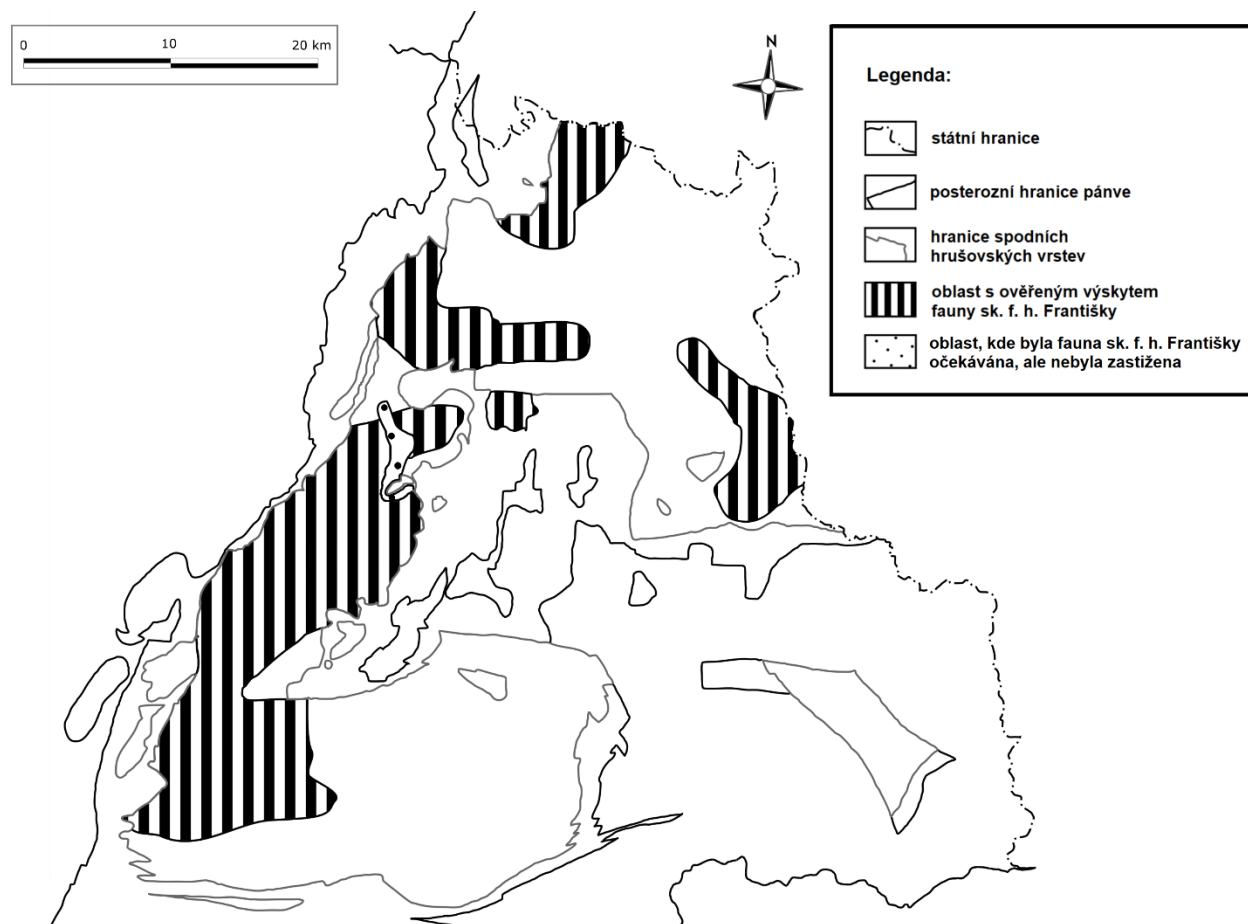 0 10 20 km
N
Legenda:
státní hranice
posterozní hranice pánve
hranice spodních
hrušovských vrstev
oblast s ověřeným výskytem
fauny sk. f. h. Františky
oblast, kde byla fauna sk. f. h. Františky
očekávána, ale nebyla zastižena